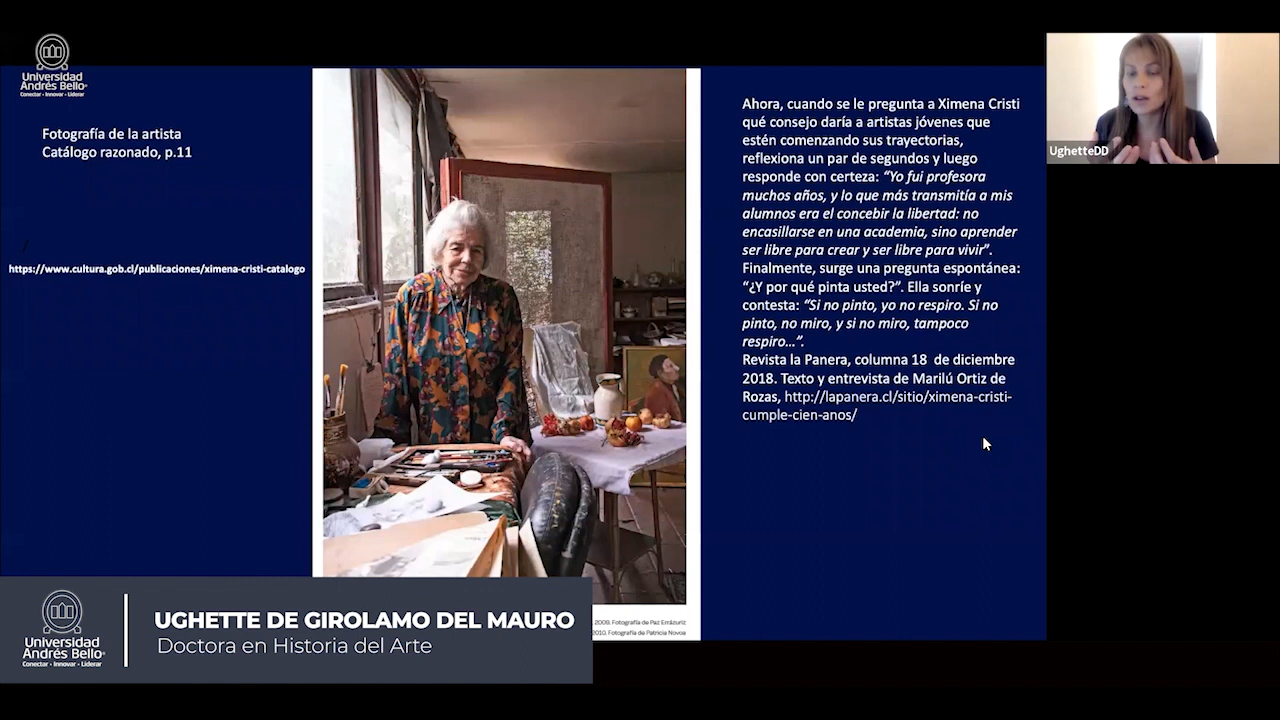 Universidad
Andrés Bello®
Conectar • Innovar • Liderar
Fotografía de la artista
Catálogo razonado, p.11
https://www.cultura.gob.cl/publicaciones/ximena-cristi-catalogo
Ahora, cuando se le pregunta a Ximena Cristi
qué consejo daría a artistas jóvenes que
estén comenzando sus trayectorias,
reflexiona un par de segundos y luego
responde con certeza: “Yo fui profesora
muchos años, y lo que más transmitía a mis
alumnos era el concebir la libertad: no
encasillarse en una academia, sino aprender
ser libre para crear y ser libre para vivir”.
Finalmente, surge una pregunta espontánea:
“¿Y por qué pinta usted?”. Ella sonríe y
contesta: “Si no pinto, yo no respiro. Si no
pinto, no miro, y si no miro, tampoco
respiro…”.
Revista la Panera, columna 18 de diciembre
2018. Texto y entrevista de Marilú Ortiz de
Rozas, http://lapanera.cl/sitio/ximena-cristi-
cumple-cien-anos/
UghetteDD
, 2009. Fotografía de Paz Errázuriz
2010. Fotografía de Patricia Novoa
Universidad
Andrés Bello®
Conectar • Innovar • Liderar
UGHETTE DE GIROLAMO DEL MAURO
Doctora en Historia del Arte